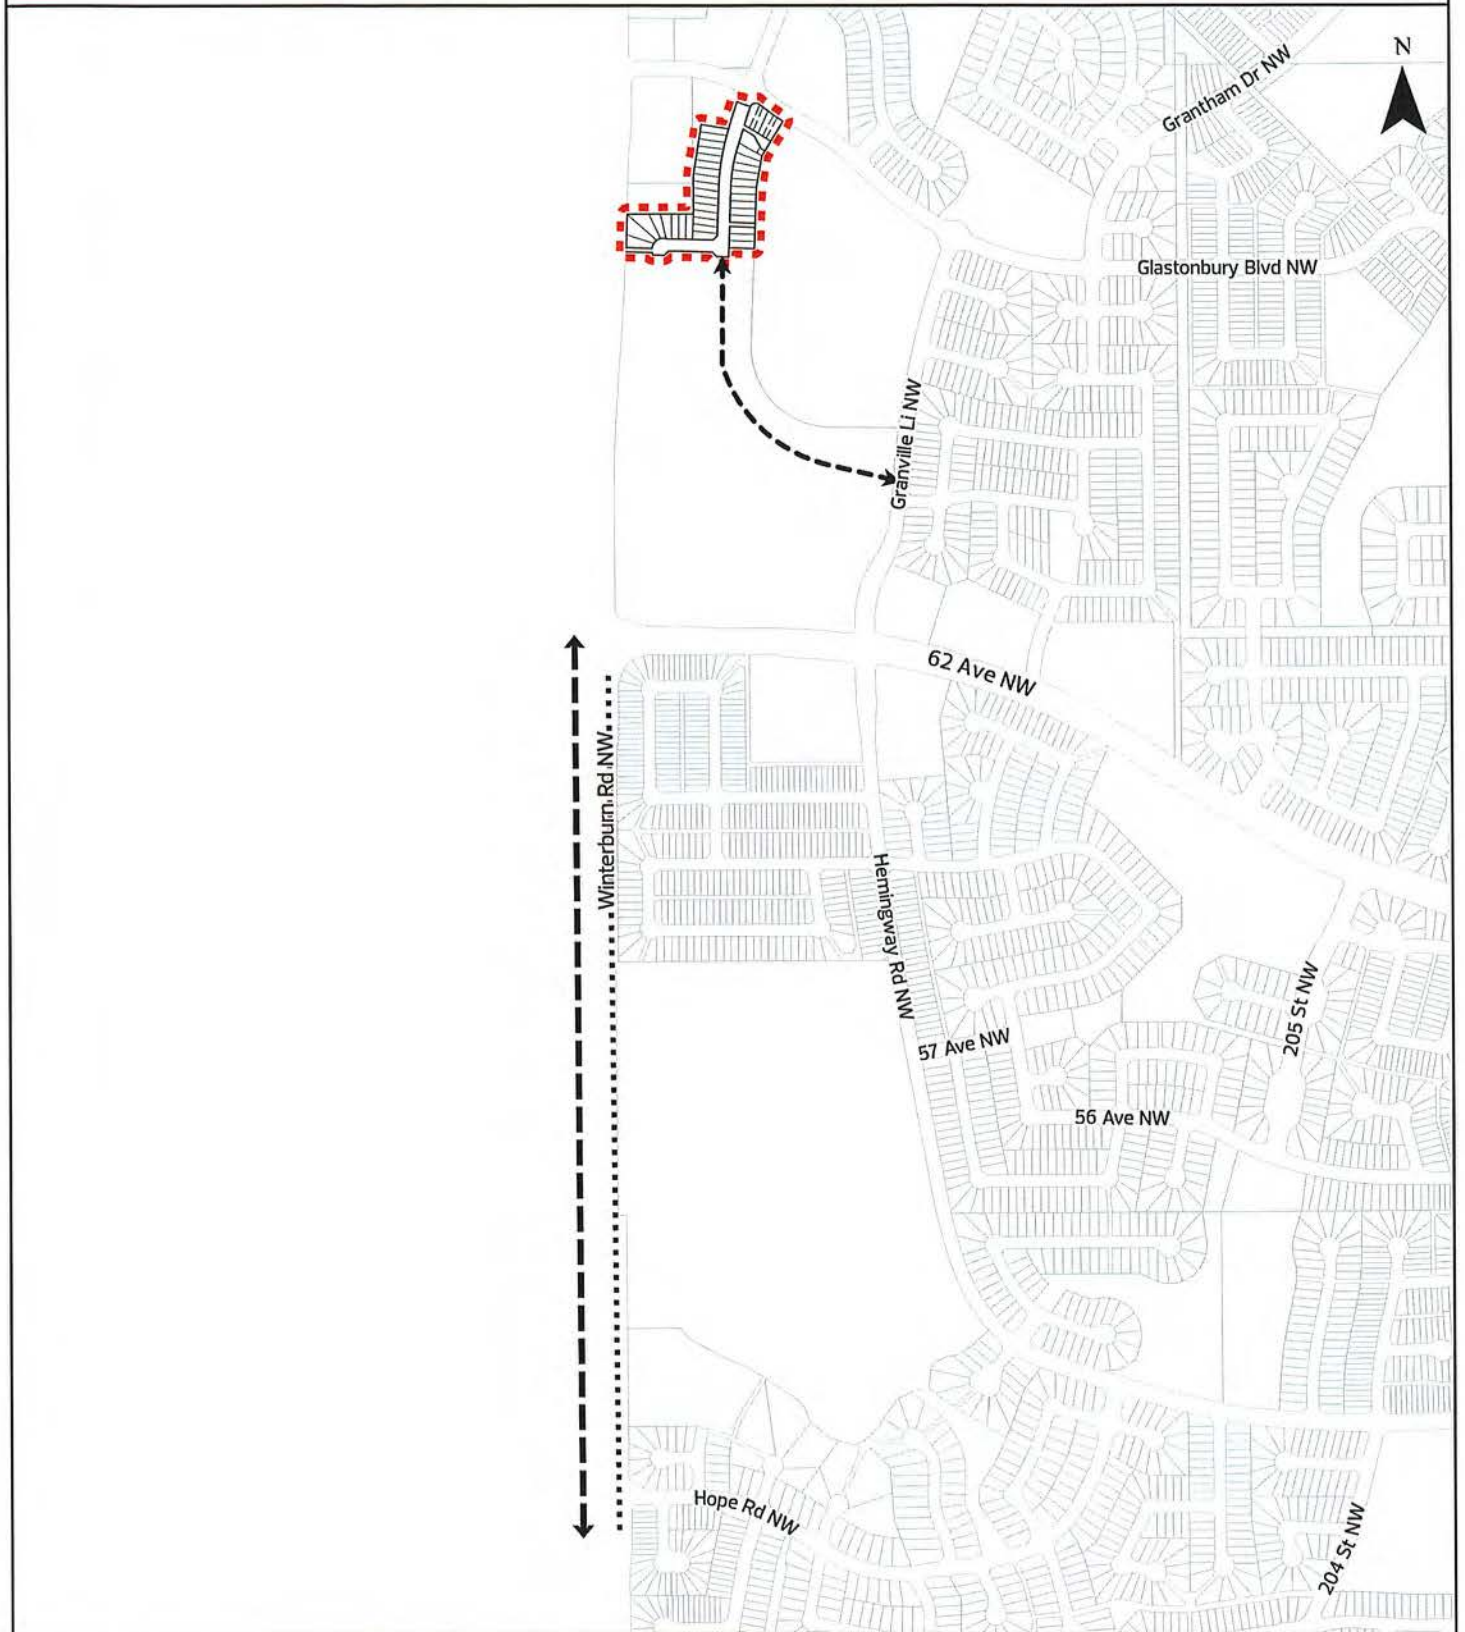 N
Grantham Dr NW
Glastonbury Blvd NW
Granville Li NW
62 Ave NW
Winterburn Rd NW
Hemingway Rd NW
205 St NW
57 Ave NW
56 Ave NW
Hope Rd NW
204 St NW